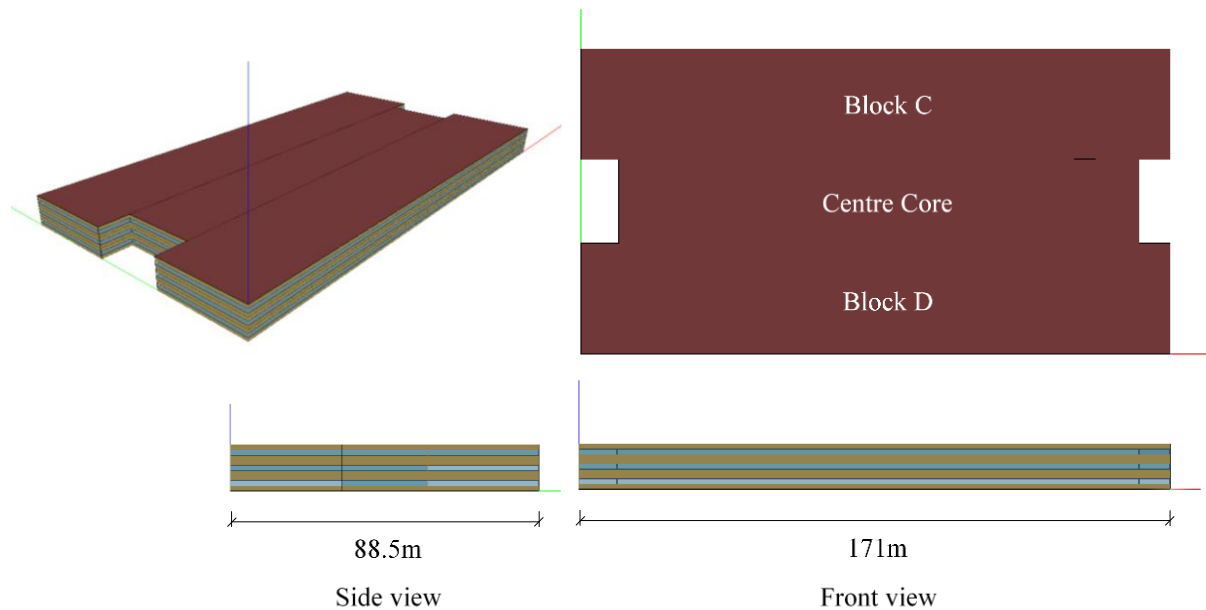 Block C
Centre Core
Block D
88.5m
171m
Side view
Front view